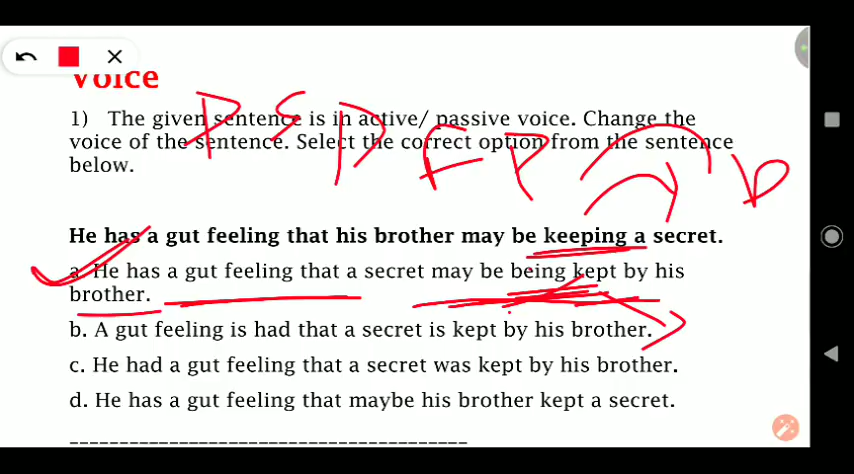 Voice
1) The given sentence is in active/ passive voice. Change the
voice of the sentence. Select the correct option from the sentence
below.
He has a gut feeling that his brother may be keeping a secret.
a. He has a gut feeling that a secret may be being kept by his
brother.
b. A gut feeling is had that a secret is kept by his brother.
c. He had a gut feeling that a secret was kept by his brother.
d. He has a gut feeling that maybe his brother kept a secret.